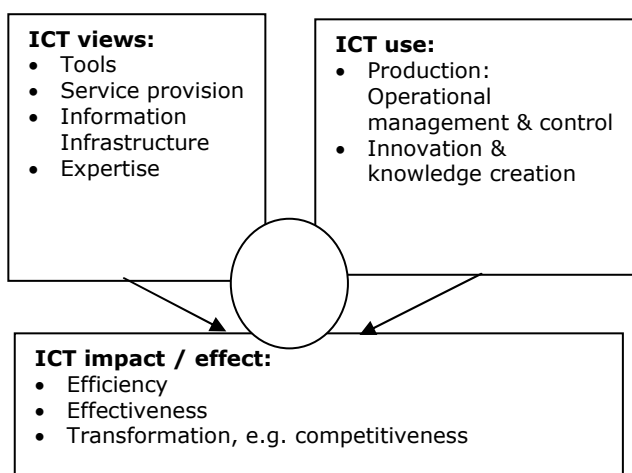 ICT views:
• Tools
• Service provision
• Information
Infrastructure
• Expertise
ICT use:
• Production:
Operational
management & control
• Innovation &
knowledge creation
ICT impact / effect:
• Efficiency
• Effectiveness
• Transformation, e.g. competitiveness